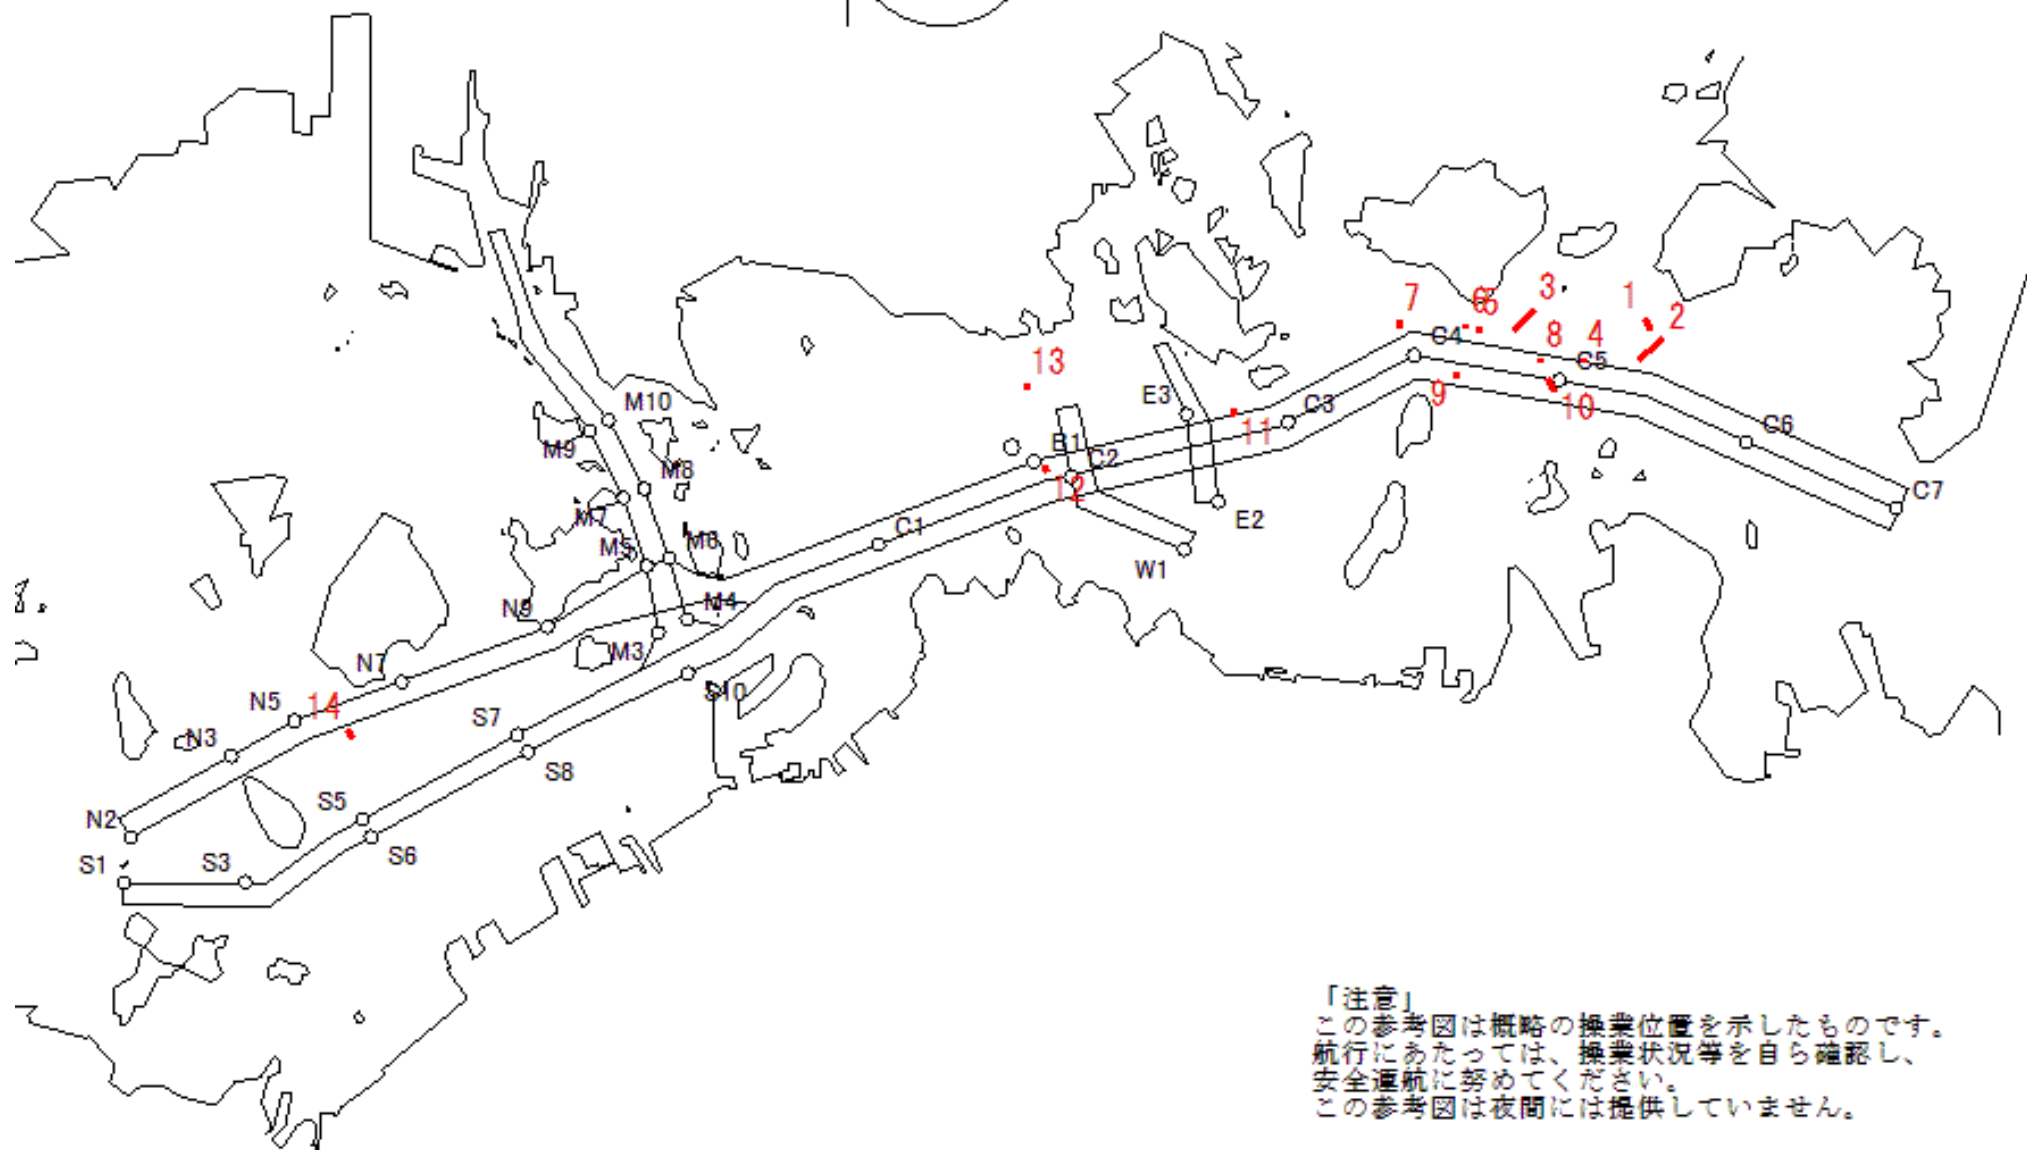 3
1
2
7
6
5
C4
8
4
C5
13
9
10
E3
C3
11
C6
M10
B1
C2
M9
M8
12
C7
M7
E2
C1
M5
M6
W1
N9
M4
M3
N7
S10
N5
14
S7
N3
S8
S5
N2
S6
S1
S3
「注意」
この参考図は概略の操業位置を示したものです。
航行にあたっては、操業状況等を自ら確認し、
安全運航に努めてください。
この参考図は夜間には提供していません。